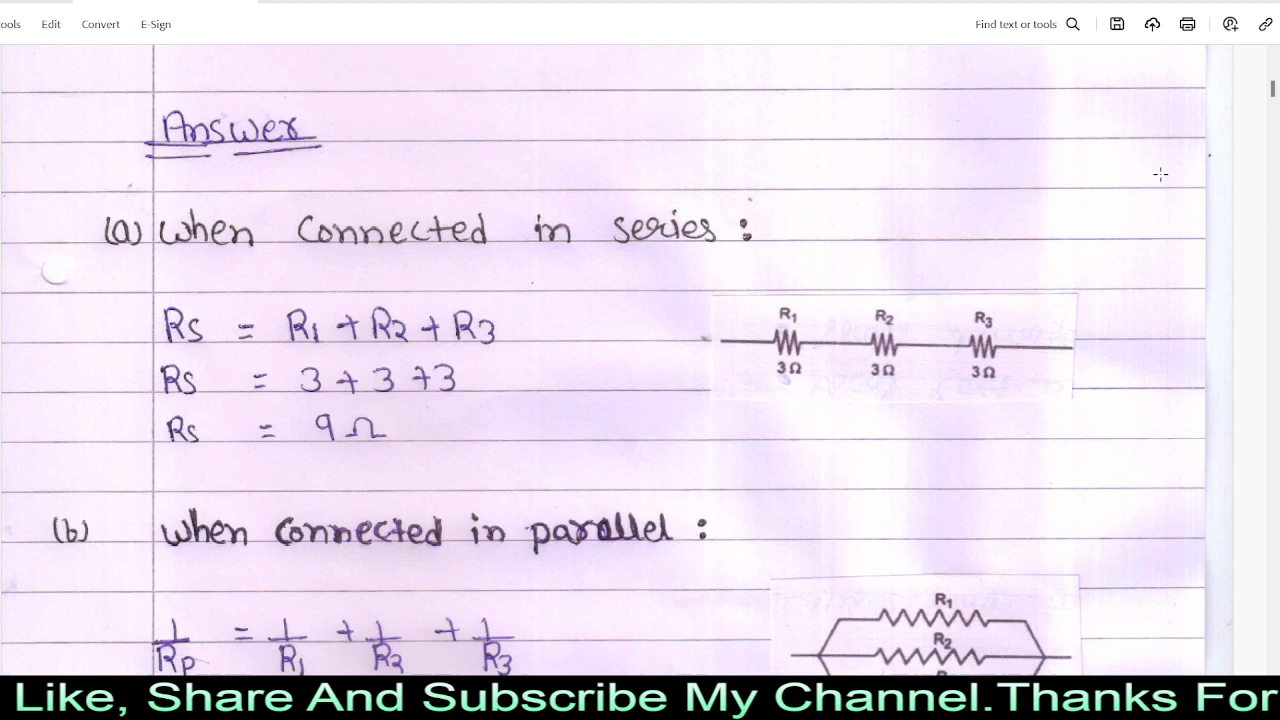 ools Edit Convert E-Sign Find text or tools
Answer
(a) When Connected in series :
Rs = R1 + R2 + R3
R1 R2 R3
Rs = 3 + 3 + 3
3Ω 3Ω 3Ω
Rs = 9 Ω
(b) When Connected in parallel :
R1
1/Rp = 1/R1 + 1/R2 + 1/R3
R2
Like, Share And Subscribe My Channel.Thanks For